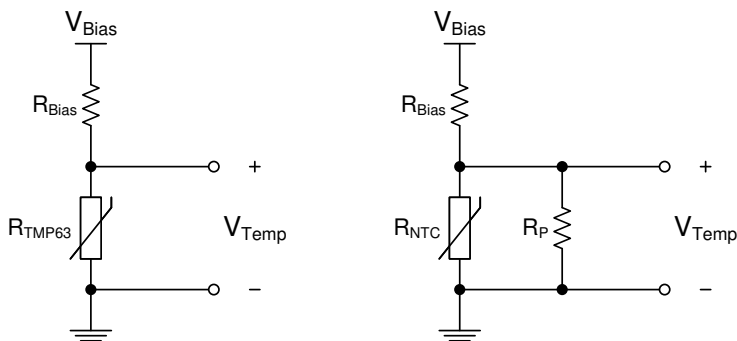 VBias
RBias
+
RTMP63
VTemp
−
VBias
RBias
+
RNTC
RP
VTemp
−